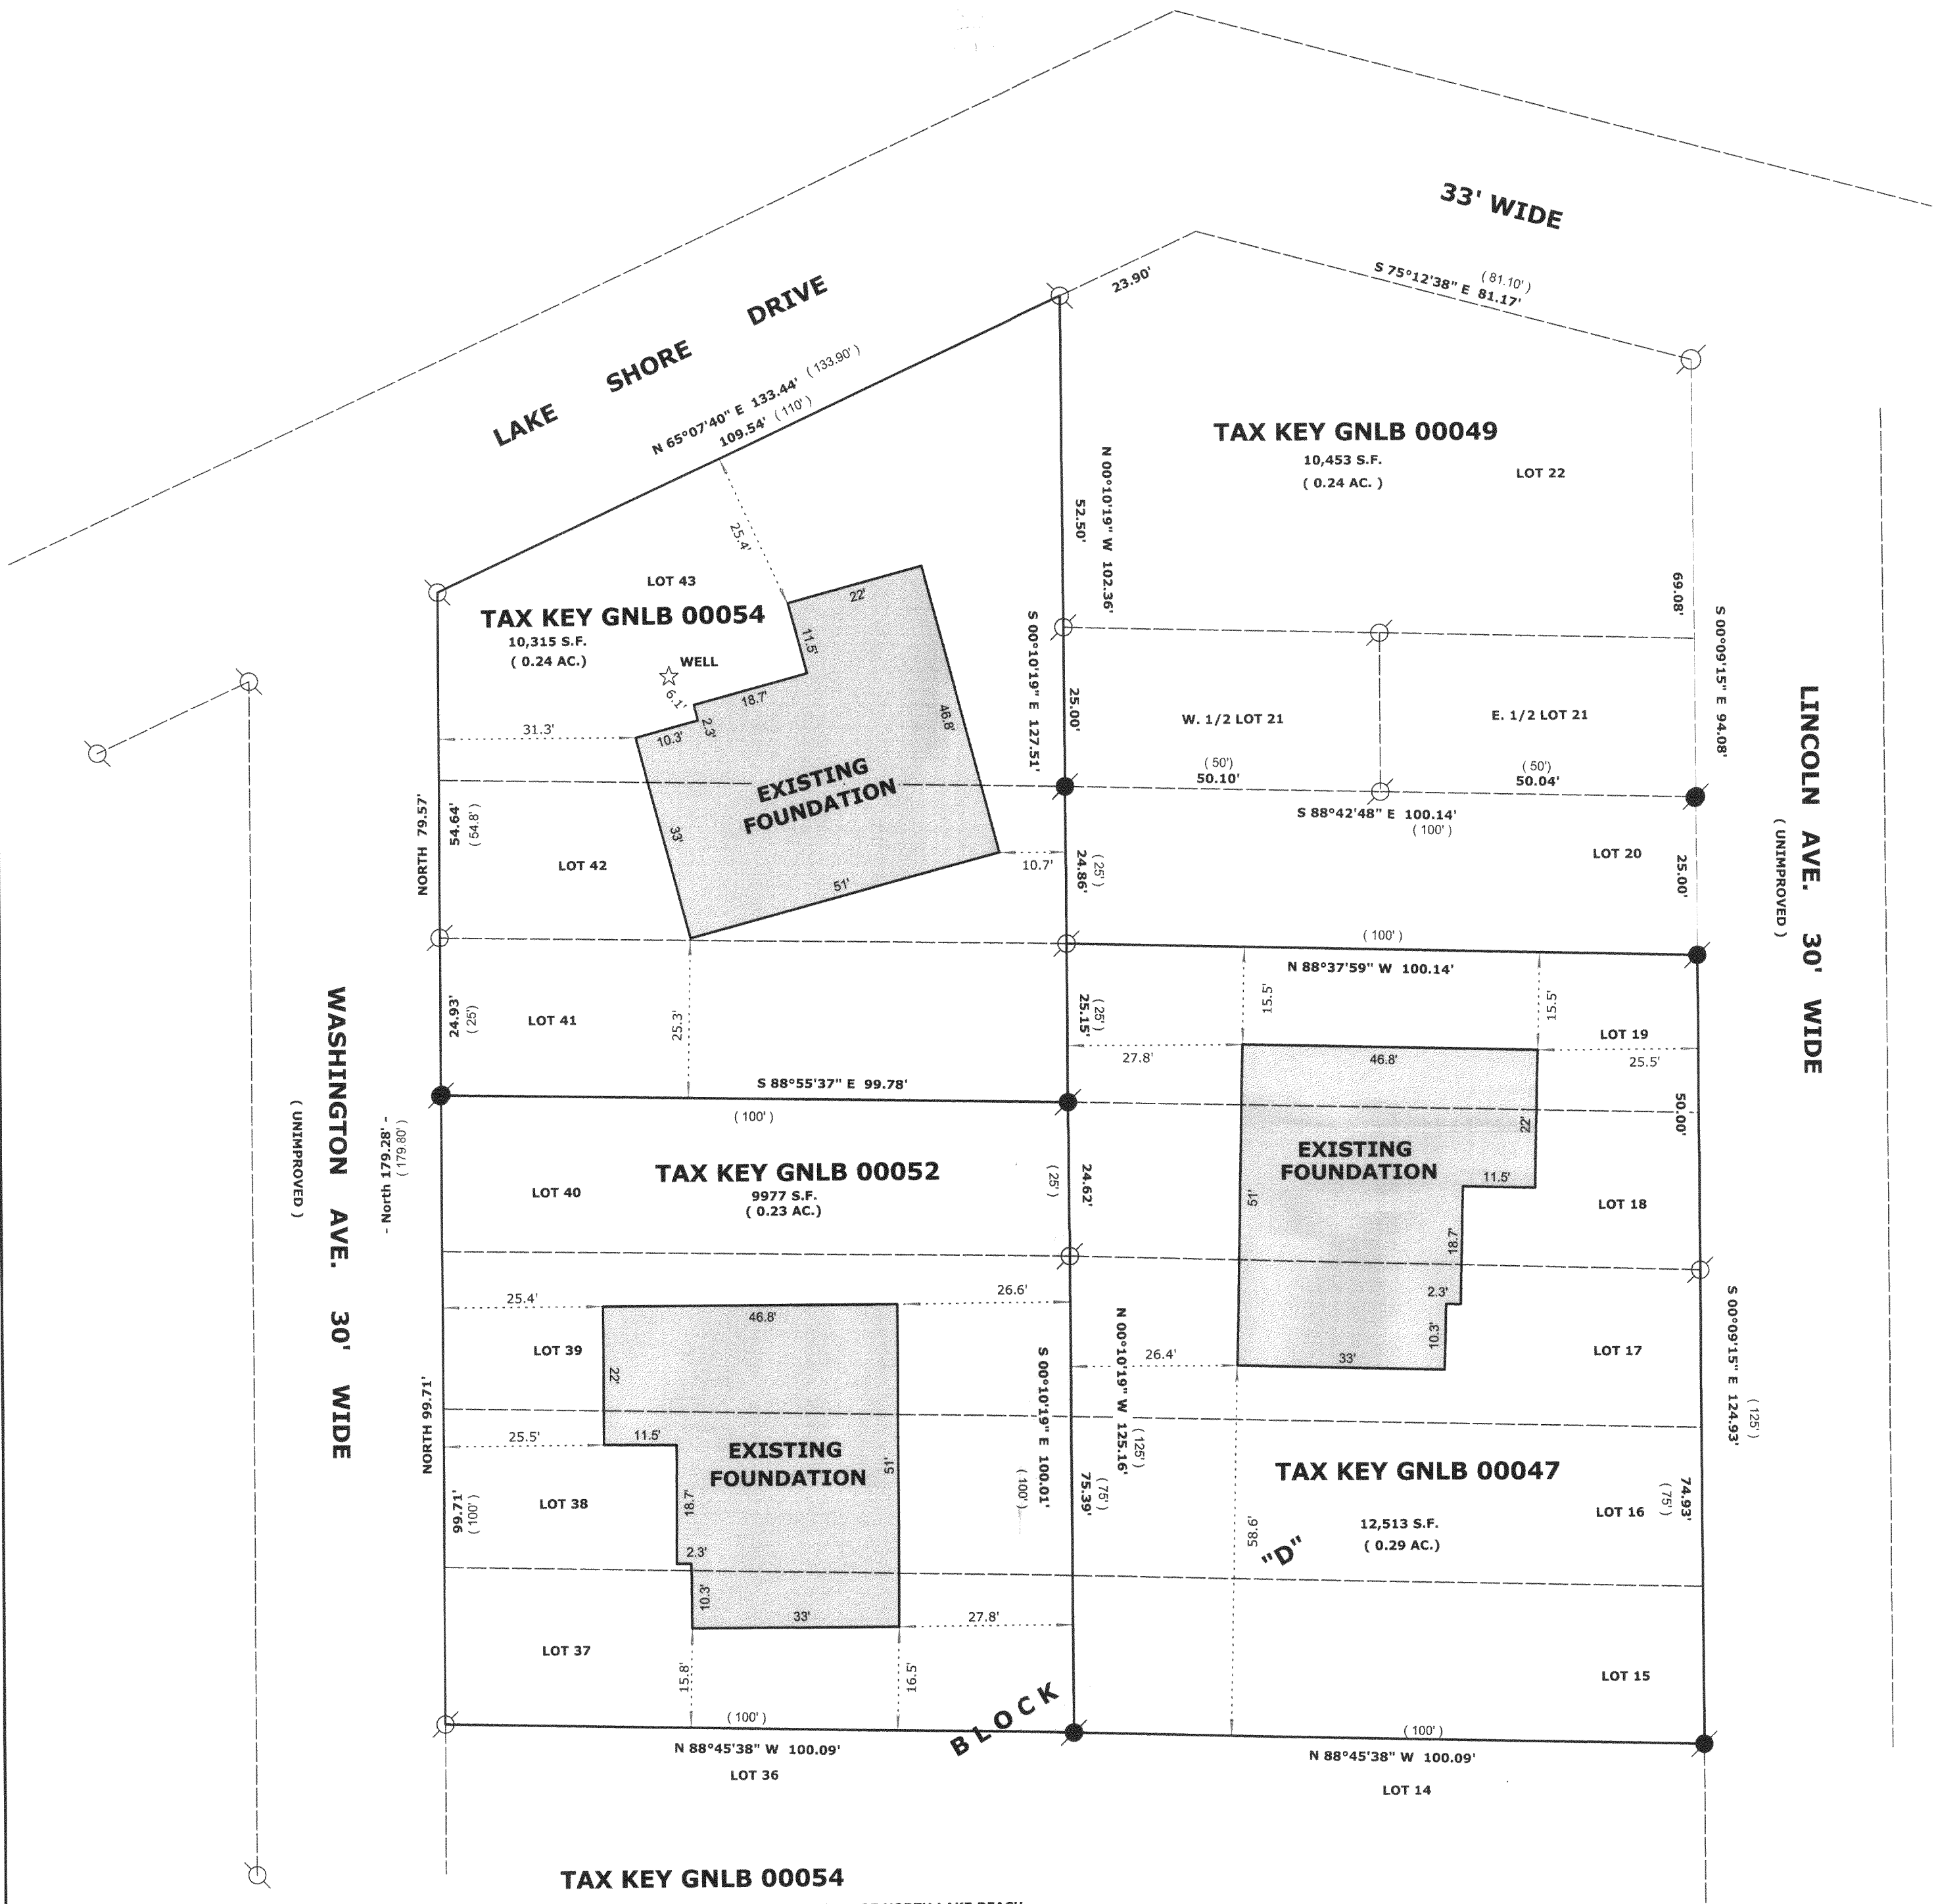 33' WIDE
LAKE SHORE DRIVE
23.90'
( 81.10' )
S 75°12'38" E 81.17'
N 65°07'40" E 133.44' ( 133.90' )
109.54' ( 110' )
TAX KEY GNLB 00049
10,453 S.F.
( 0.24 AC. )
LOT 22
N 00°10'19" W 102.36'
52.50'
25.4'
LOT 43
TAX KEY GNLB 00054
10,315 S.F.
( 0.24 AC.)
WELL
6.1'
22'
11.5'
18.7'
2.3'
10.3'
46.8'
31.3'
EXISTING
FOUNDATION
33'
51'
10.7'
S 00°10'19" E 127.51'
25.00'
W. 1/2 LOT 21
E. 1/2 LOT 21
( 50' )
50.10'
( 50' )
50.04'
S 88°42'48" E 100.14'
( 100' )
69.08'
S 00°09'15" E 94.08'
LINCOLN AVE. 30' WIDE
( UNIMPROVED )
LOT 20
25.00'
NORTH 79.57'
54.64'
( 54.8' )
LOT 42
24.86'
( 25' )
( 100' )
N 88°37'59" W 100.14'
WASHINGTON AVE. 30' WIDE
( UNIMPROVED )
24.93'
( 25' )
LOT 41
25.3'
25.15'
( 25' )
15.5'
15.5'
LOT 19
27.8'
46.8'
25.5'
S 88°55'37" E 99.78'
( 100' )
50.00'
- North 179.28' -
( 179.80' )
TAX KEY GNLB 00052
9977 S.F.
( 0.23 AC.)
LOT 40
( 25' )
24.62'
EXISTING
FOUNDATION
22'
11.5'
51'
18.7'
2.3'
10.3'
33'
LOT 18
LOT 17
25.4'
26.6'
46.8'
LOT 39
22'
26.4'
NORTH 99.71'
S 00°10'19" E 100.01'
( 100' )
N 00°10'19" W 125.16'
( 125' )
S 00°09'15" E 124.93'
( 125' )
25.5'
11.5'
EXISTING
FOUNDATION
51'
LOT 38
18.7'
2.3'
10.3'
33'
99.71'
( 100' )
75.39'
( 75' )
TAX KEY GNLB 00047
12,513 S.F.
( 0.29 AC.)
LOT 16
74.93'
( 75' )
58.6'
"D"
27.8'
LOT 37
15.8'
16.5'
LOT 15
BLOCK
( 100' )
N 88°45'38" W 100.09'
LOT 36
( 100' )
N 88°45'38" W 100.09'
LOT 14
TAX KEY GNLB 00054